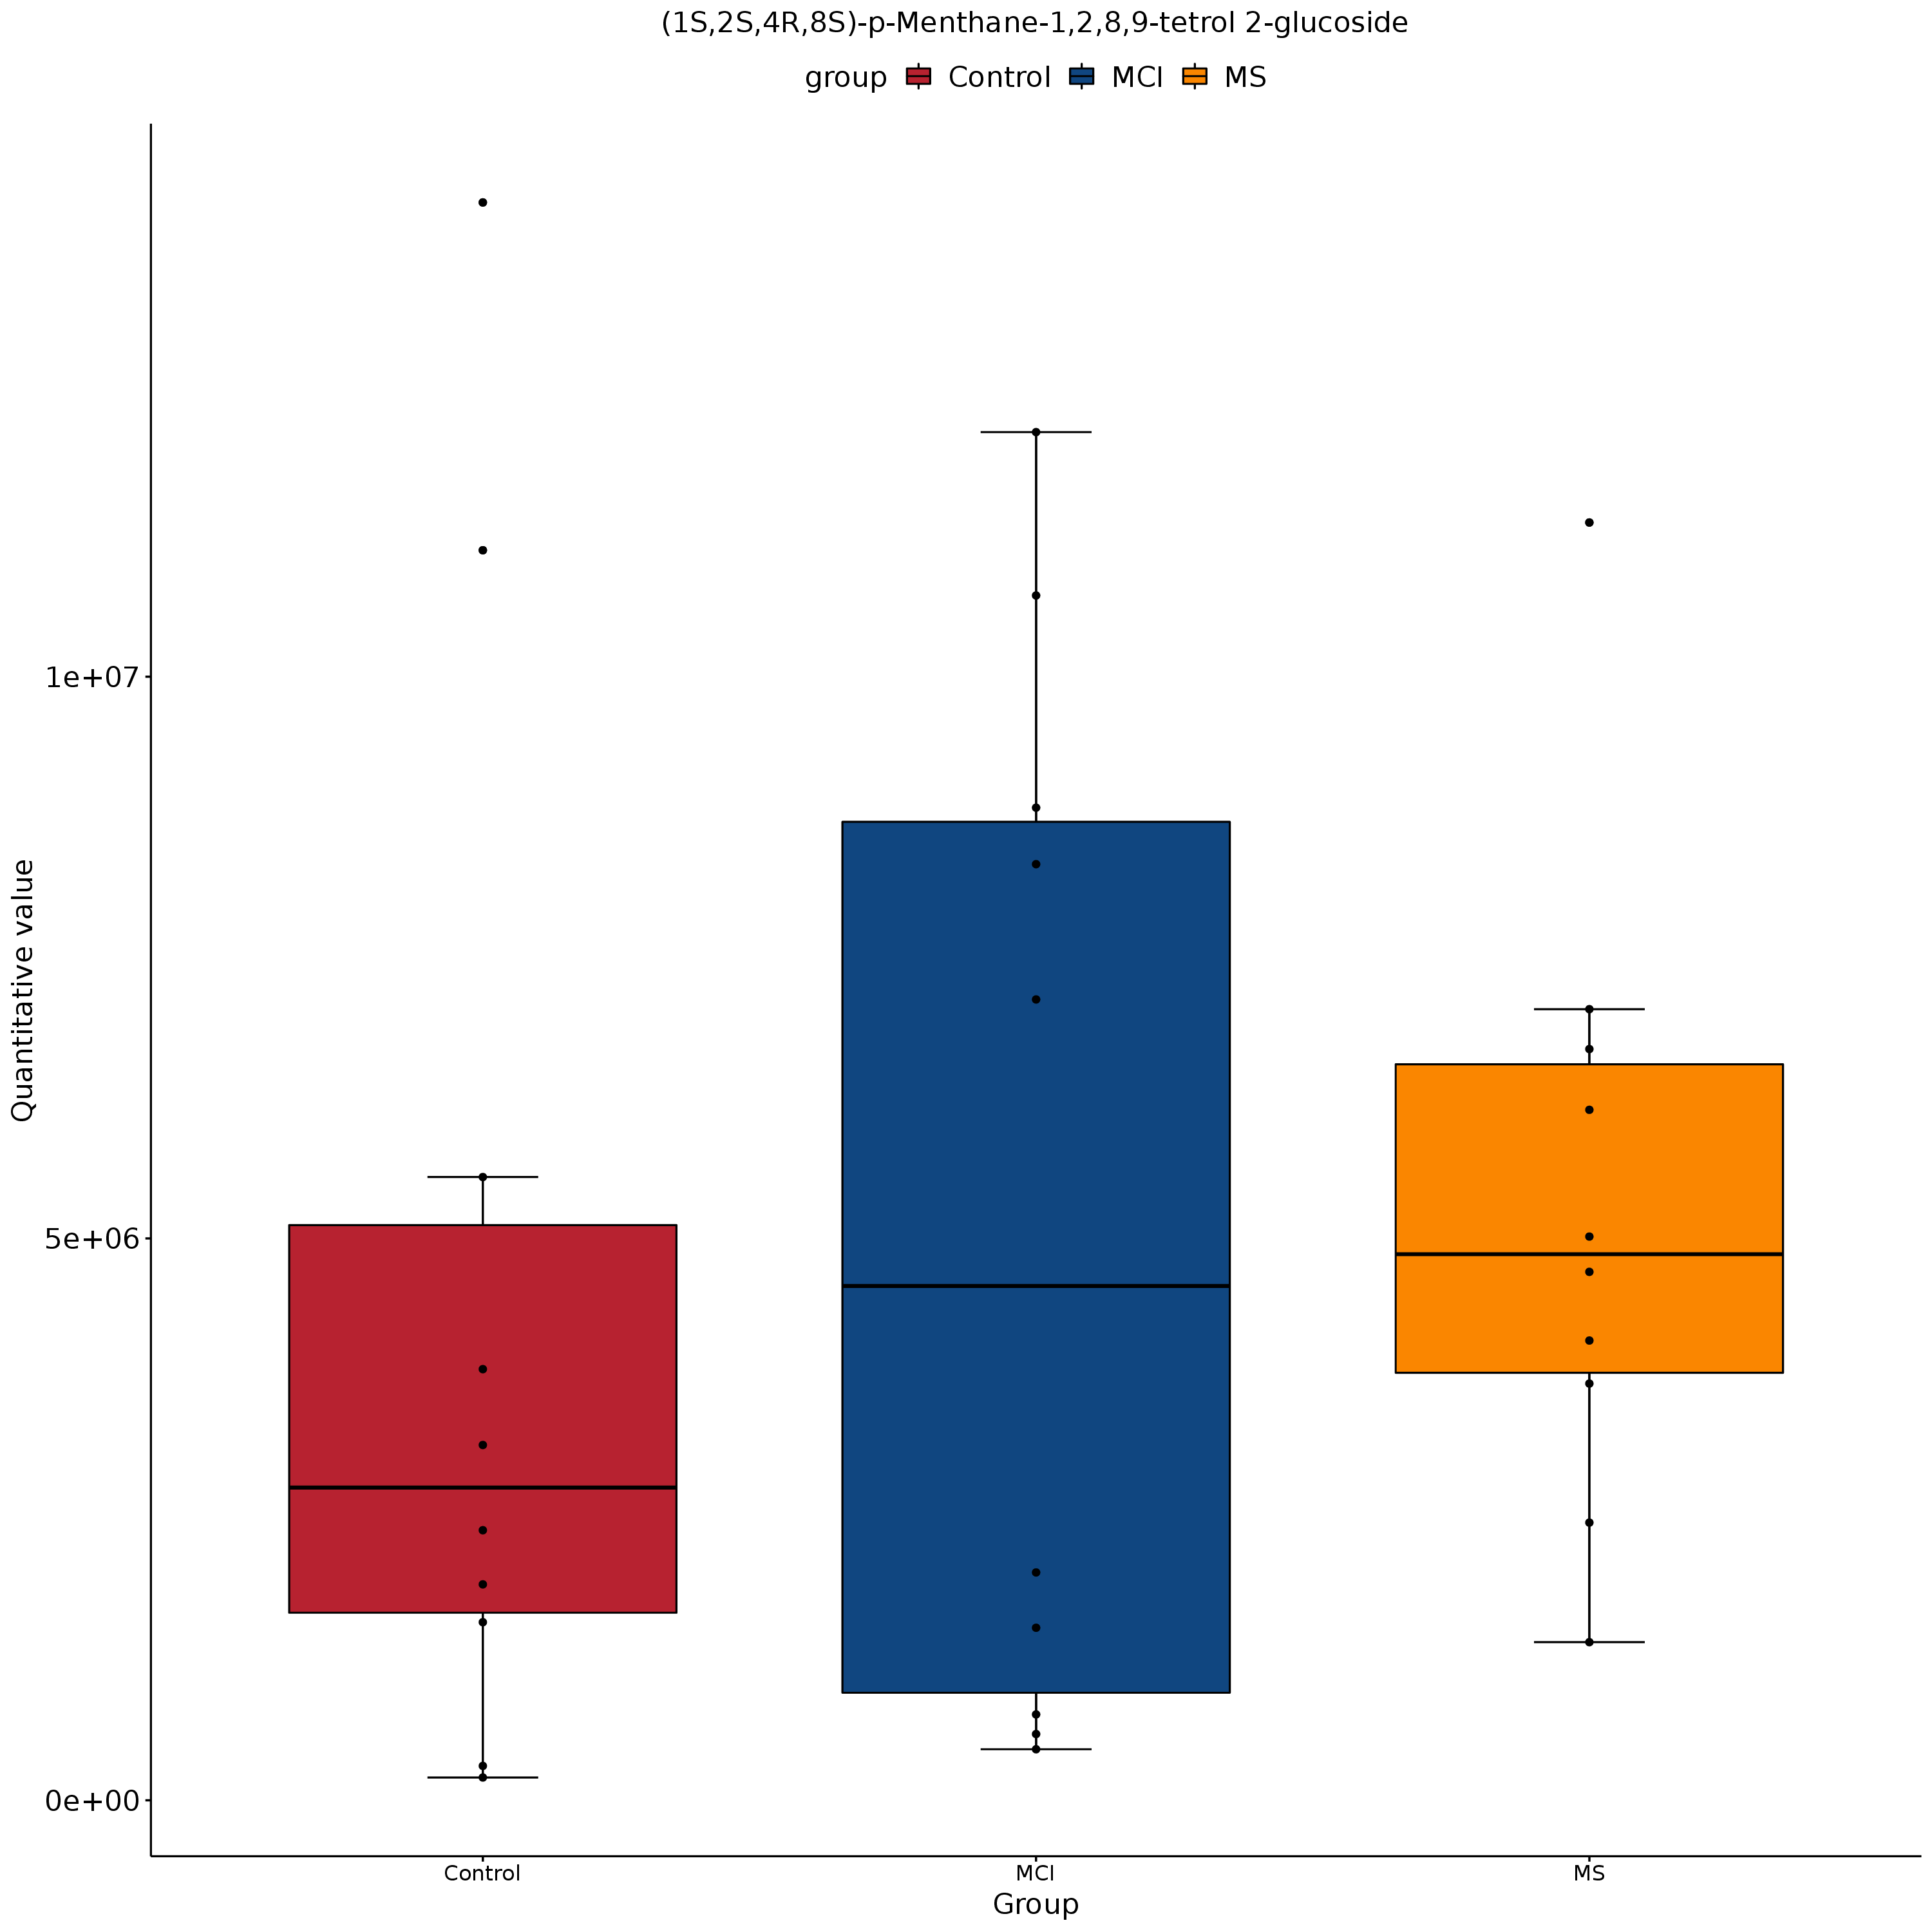 (1S,2S,4R,8S)-p-Menthane-1,2,8,9-tetrol 2-glucoside
group Control MCI MS
Quantitative value
1e+07
5e+06
0e+00
Control MCI MS
Group